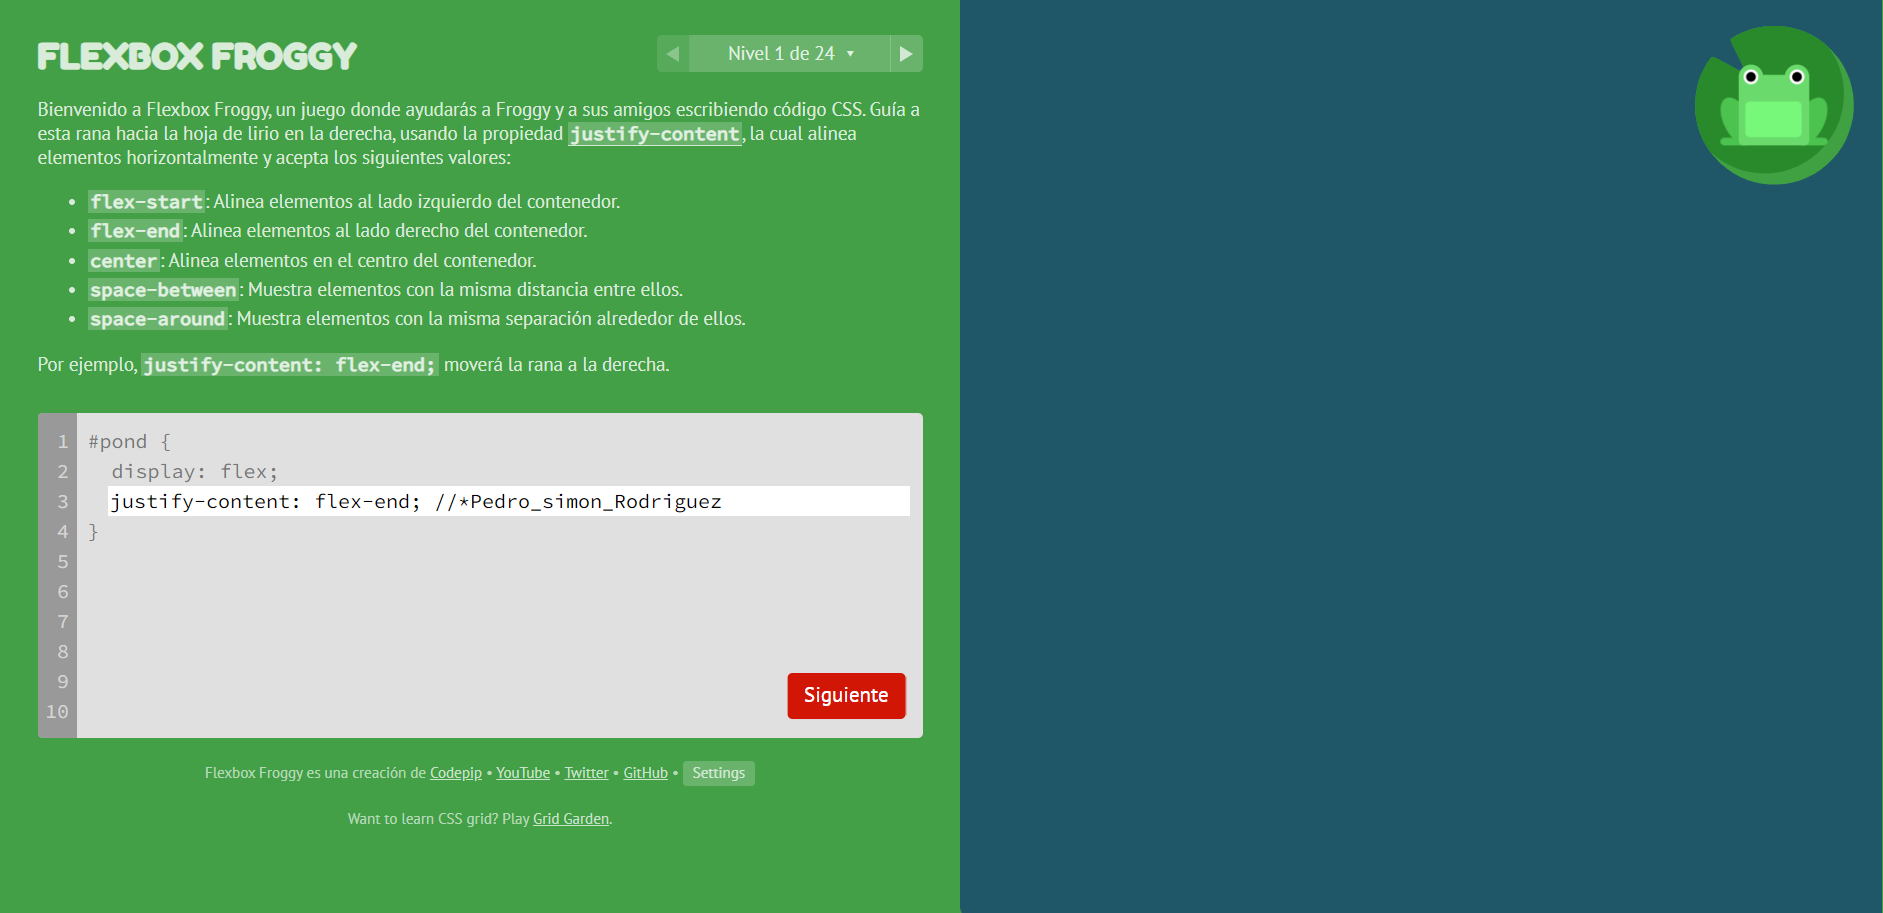 FLEXBOX FROGGY
Nivel 1 de 24
Bienvenido a Flexbox Froggy, un juego donde ayudarás a Froggy y a sus amigos escribiendo código CSS. Guía a
esta rana hacia la hoja de lirio en la derecha, usando la propiedad justify-content, la cual alinea
elementos horizontalmente y acepta los siguientes valores:
• flex-start: Alinea elementos al lado izquierdo del contenedor.
• flex-end: Alinea elementos al lado derecho del contenedor.
• center: Alinea elementos en el centro del contenedor.
• space-between: Muestra elementos con la misma distancia entre ellos.
• space-around: Muestra elementos con la misma separación alrededor de ellos.
Por ejemplo, justify-content: flex-end; moverá la rana a la derecha.
1 #pond {
2 display: flex;
3 justify-content: flex-end; //*Pedro_simon_Rodriguez
4 }
5
6
7
8
9
10
Siguiente
Flexbox Froggy es una creación de Codepip • YouTube • Twitter • GitHub • Settings
Want to learn CSS grid? Play Grid Garden.